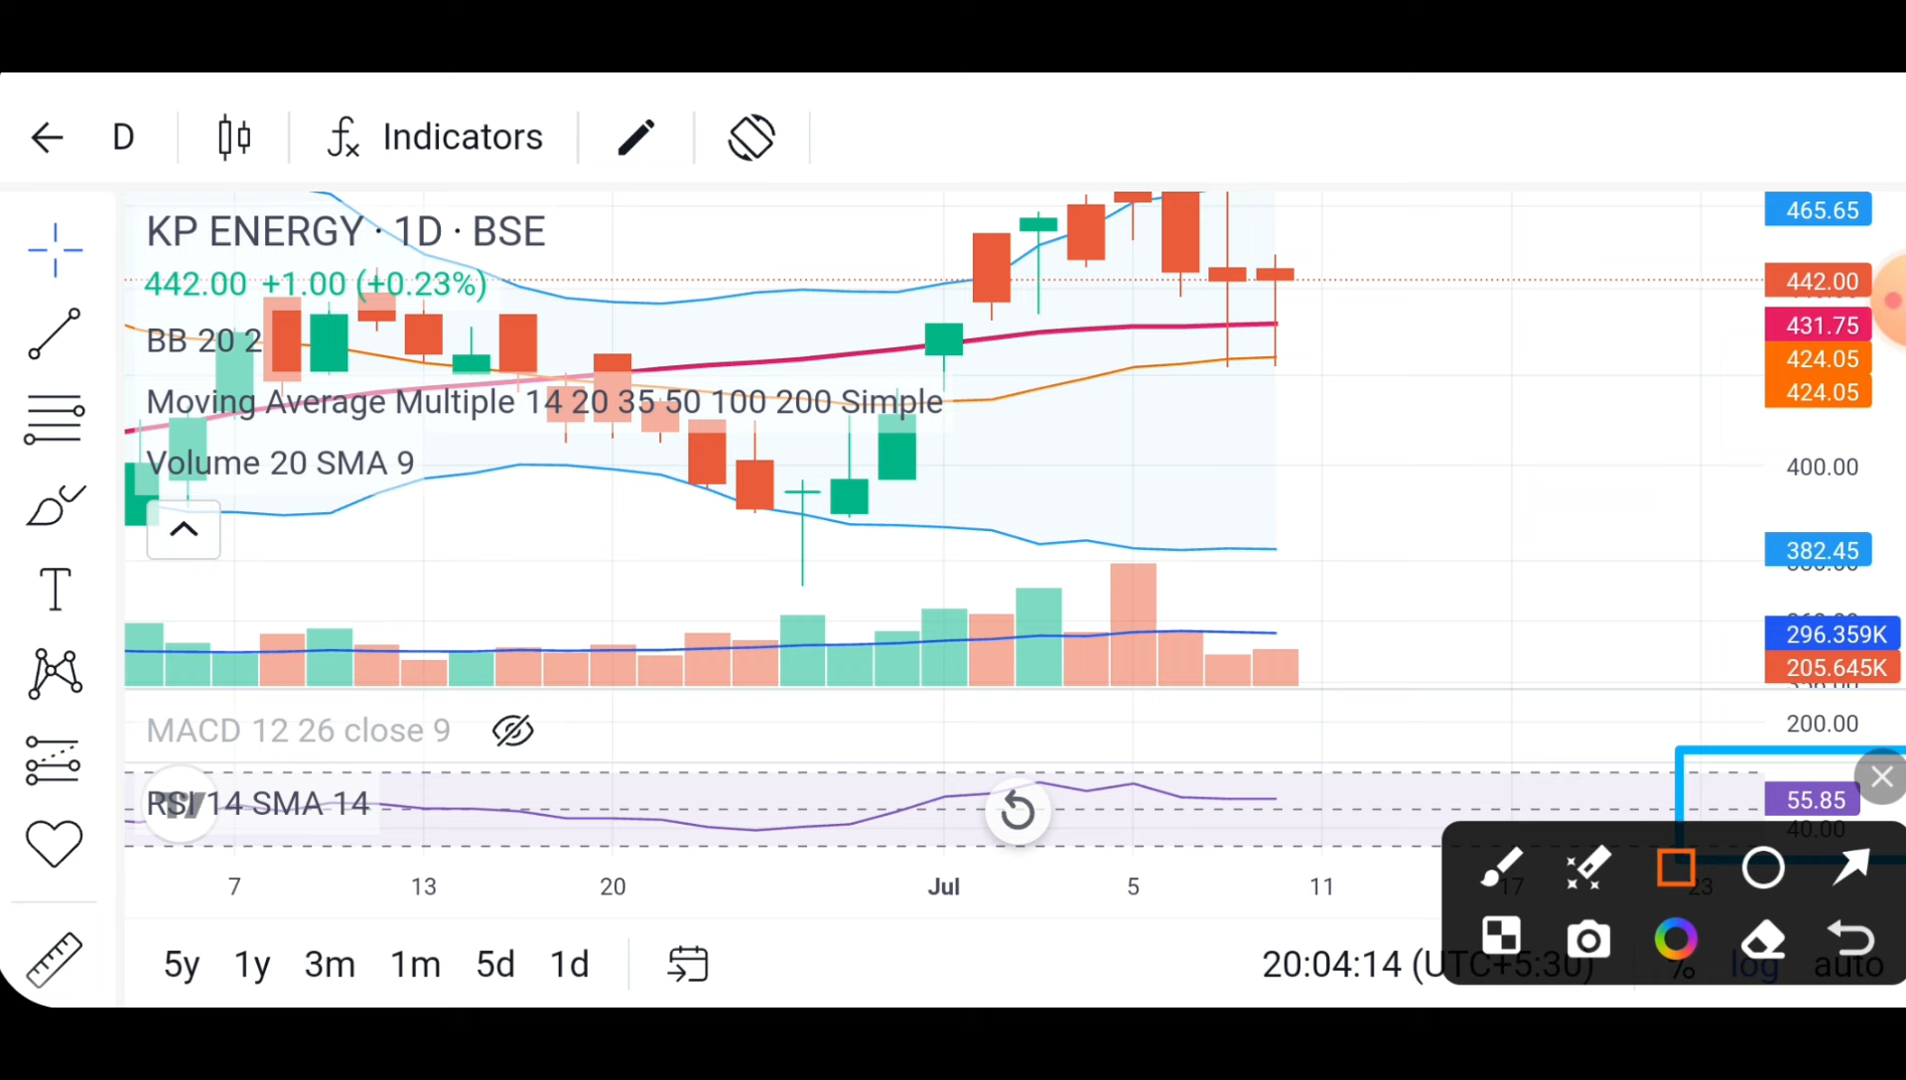 D
Indicators
KP ENERGY · 1D · BSE
442.00 +1.00 (+0.23%)
BB 20 2
Moving Average Multiple 14 20 35 50 100 200 Simple
Volume 20 SMA 9
465.65
442.00
431.75
424.05
424.05
400.00
382.45
296.359K
205.645K
MACD 12 26 close 9
200.00
RSI 14 SMA 14
55.85
40.00
7 13 20 Jul 5 11 17 23
5y 1y 3m 1m 5d 1d
20:04:14 (UTC+5:30) % log auto